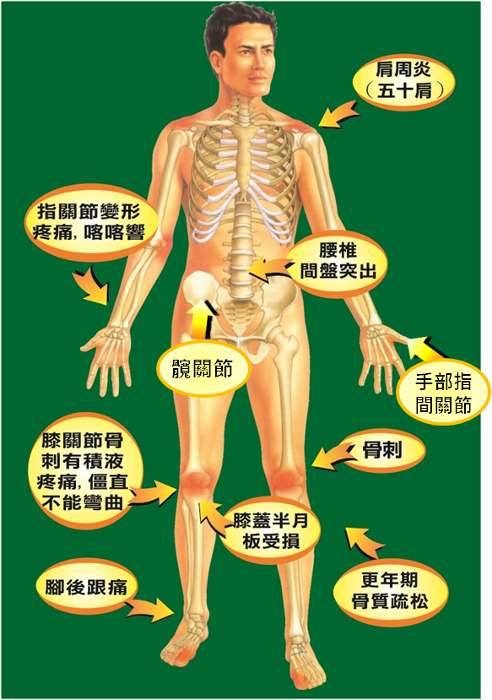 肩周炎
（五十肩）
指關節變形
疼痛,喀喀響
腰椎
間盤突出
髖關節
手部指
間關節
膝關節骨
刺有積液
疼痛,僵直
不能彎曲
骨刺
膝蓋半月
板受損
腳後跟痛
更年期
骨質疏松